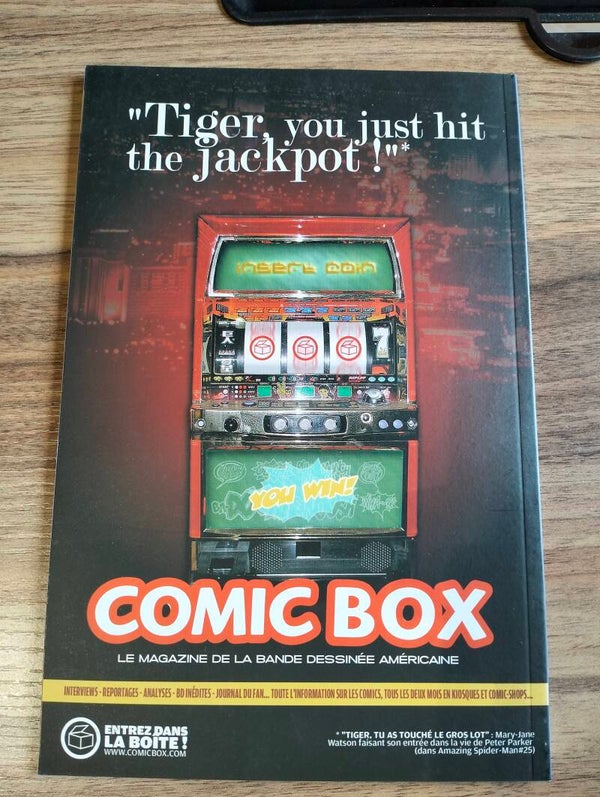 "Tiger, you just hit
the jackpot !"*
insert coin
7
YOU WIN!
COMIC BOX
LE MAGAZINE DE LA BANDE DESSINÉE AMÉRICAINE
INTERVIEWS - REPORTAGES - ANALYSES - BD INÉDITES - JOURNAL DU FAN... TOUTE L'INFORMATION SUR LES COMICS, TOUS LES DEUX MOIS EN KIOSQUES ET COMIC-SHOPS...
ENTREZ DANS
LA BOITE !
WWW.COMICBOX.COM
* "TIGER, TU AS TOUCHÉ LE GROS LOT" : Mary-Jane
Watson faisant son entrée dans la vie de Peter Parker
(dans Amazing Spider-Man#25)